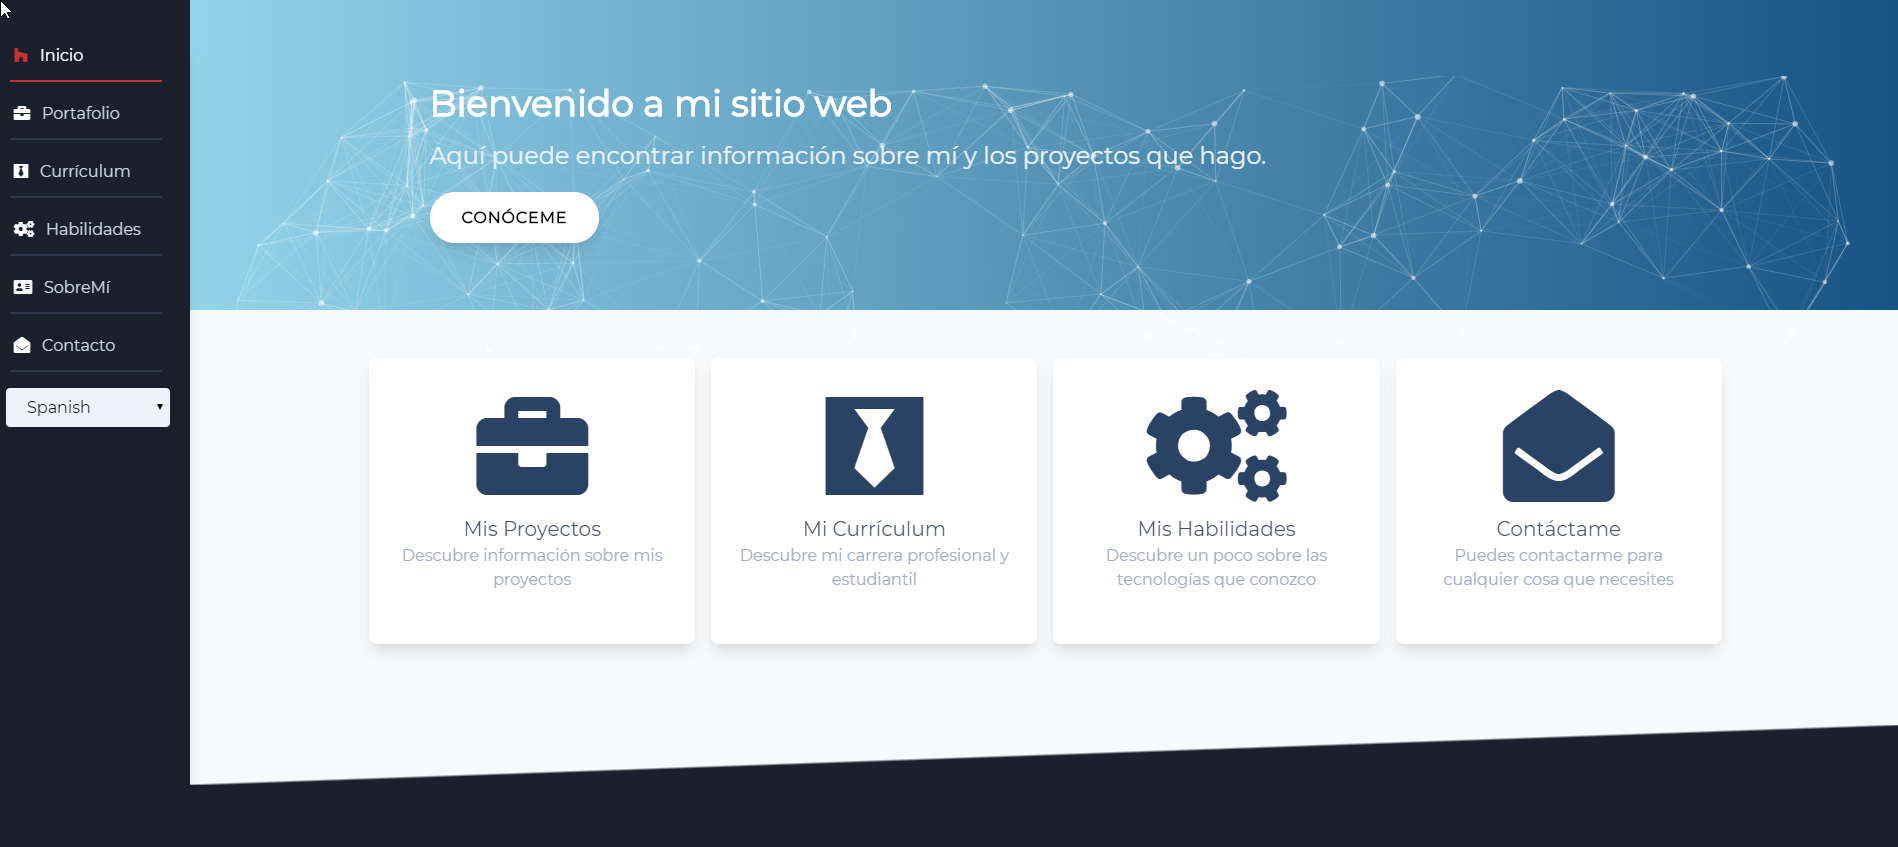 Inicio
Portafolio
Currículum
Habilidades
SobreMí
Contacto
Spanish
Bienvenido a mi sitio web
Aquí puede encontrar información sobre mí y los proyectos que hago.
CONÓCEME
Mis Proyectos
Descubre información sobre mis
proyectos
Mi Currículum
Descubre mi carrera profesional y
estudiantil
Mis Habilidades
Descubre un poco sobre las
tecnologías que conozco
Contáctame
Puedes contactarme para
cualquier cosa que necesites